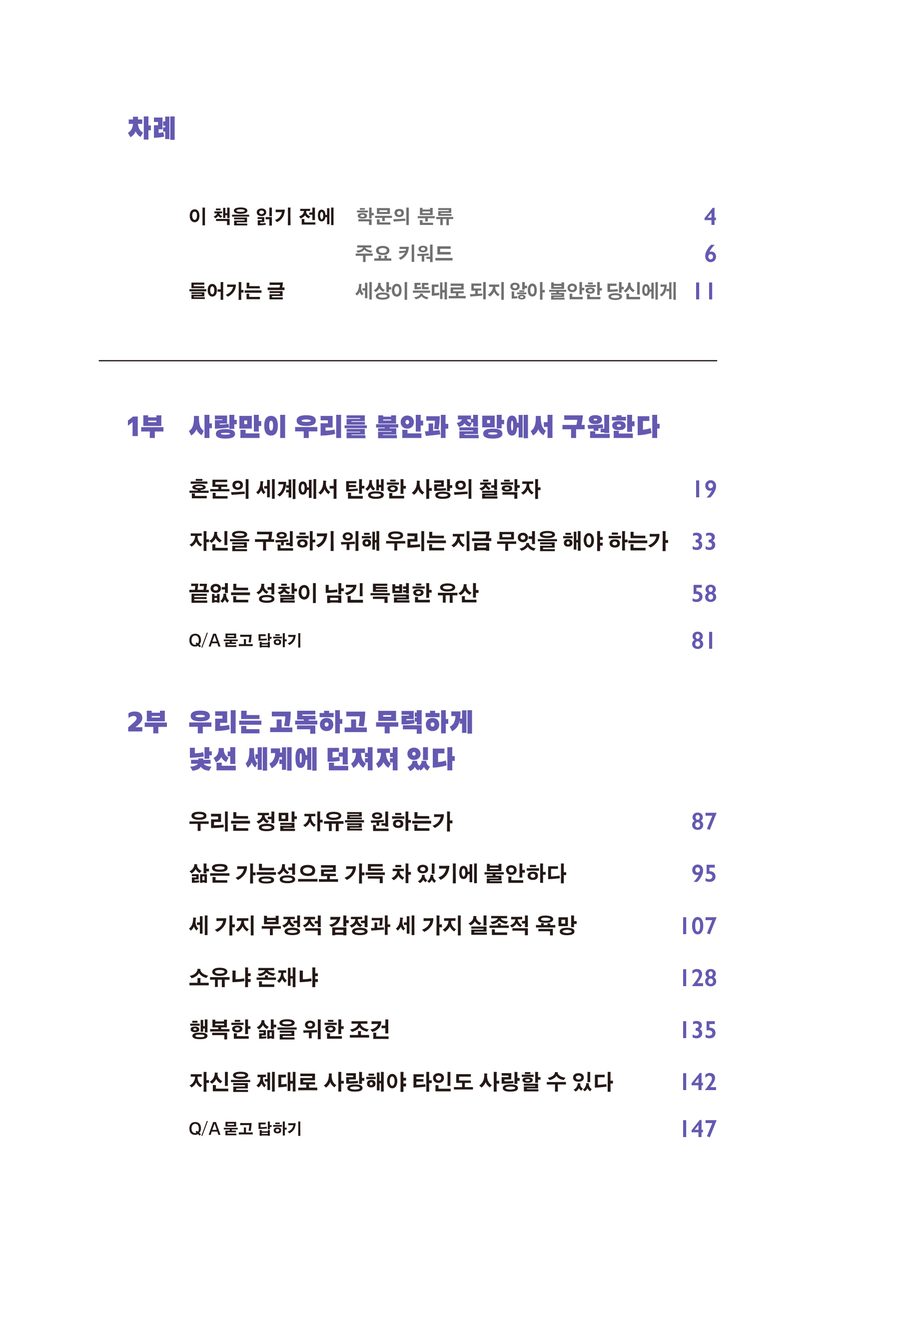 차례
이 책을 읽기 전에 학문의 분류 4
주요 키워드 6
들어가는 글 세상이 뜻대로 되지 않아 불안한 당신에게 11
1부 사랑만이 우리를 불안과 절망에서 구원한다
혼돈의 세계에서 탄생한 사랑의 철학자 19
자신을 구원하기 위해 우리는 지금 무엇을 해야 하는가 33
끝없는 성찰이 남긴 특별한 유산 58
Q/A 묻고 답하기 81
2부 우리는 고독하고 무력하게
낯선 세계에 던져져 있다
우리는 정말 자유를 원하는가 87
삶은 가능성으로 가득 차 있기에 불안하다 95
세 가지 부정적 감정과 세 가지 실존적 욕망 107
소유냐 존재냐 128
행복한 삶을 위한 조건 135
자신을 제대로 사랑해야 타인도 사랑할 수 있다 142
Q/A 묻고 답하기 147